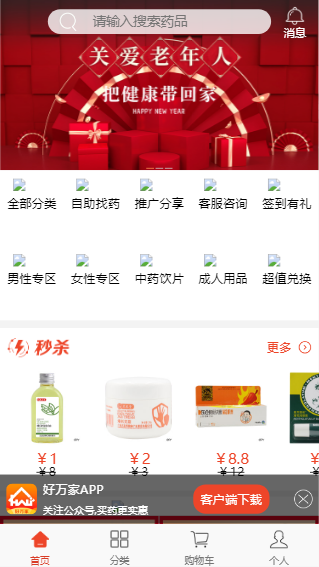 请输入搜索药品
消息
关爱老年人
把健康带回家
HAPPY NEW YEAR
全部分类 自助找药 推广分享 客服咨询 签到有礼
男性专区 女性专区 中药饮片 成人用品 超值兑换
秒杀 更多
￥1 ￥2 ￥8.8 ￥
￥8 ￥3 ￥12 ￥
好万家APP
关注公众号,买药更实惠
客户端下载
首页 分类 购物车 个人